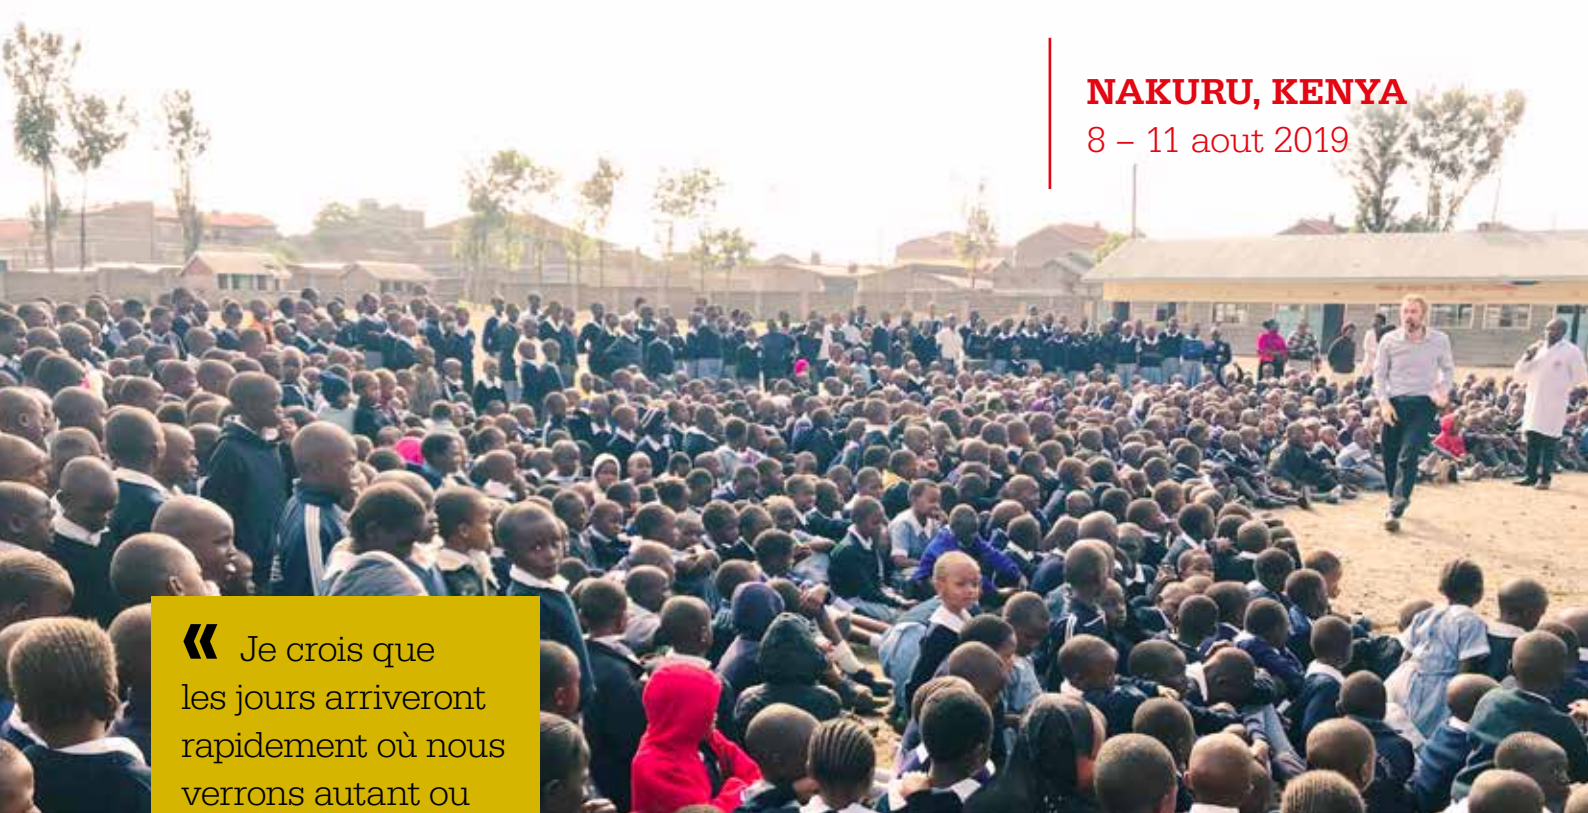 NAKURU, KENYA
8 – 11 aout 2019
« Je crois que
les jours arriveront
rapidement où nous
verrons autant ou